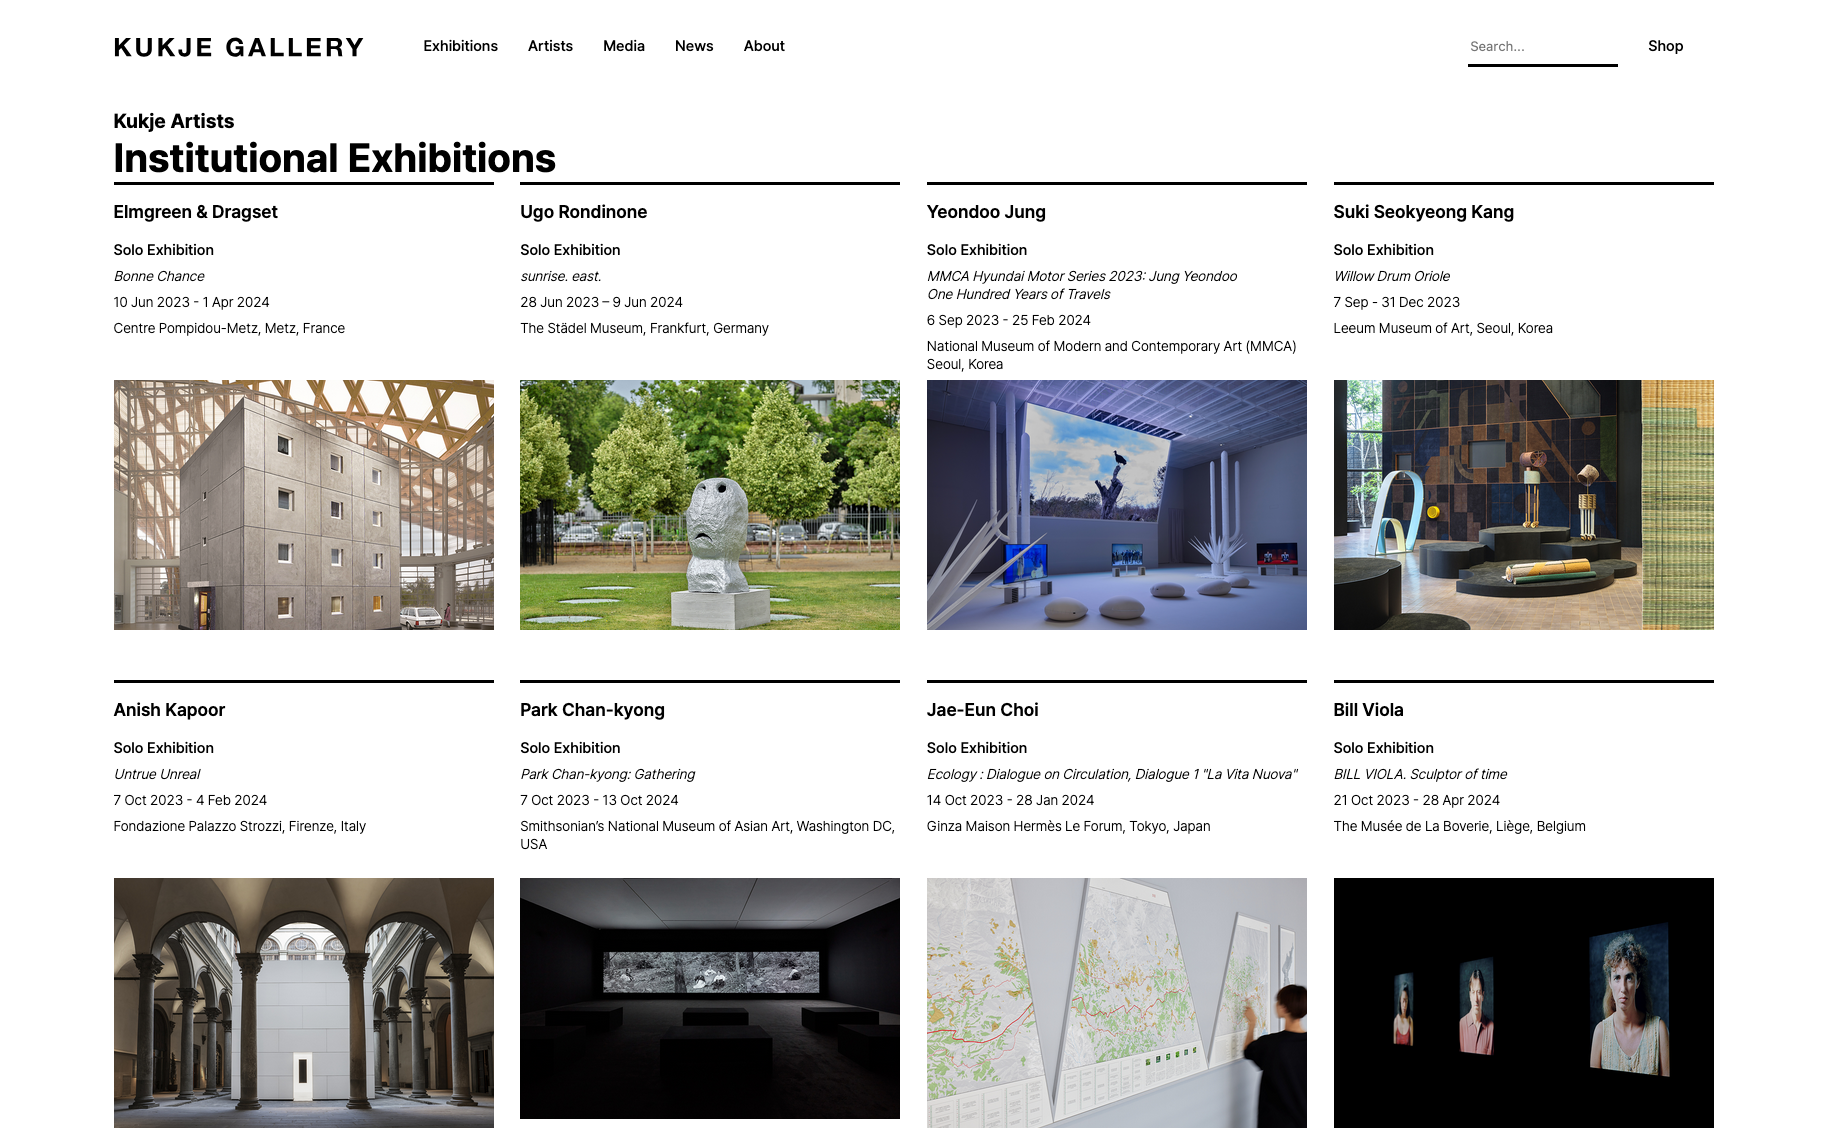 KUKJE GALLERY
Exhibitions
Artists
Media
News
About
Search...
Shop
Kukje Artists
Institutional Exhibitions
Elmgreen & Dragset
Solo Exhibition
Bonne Chance
10 Jun 2023 - 1 Apr 2024
Centre Pompidou-Metz, Metz, France
Ugo Rondinone
Solo Exhibition
sunrise. east.
28 Jun 2023 – 9 Jun 2024
The Städel Museum, Frankfurt, Germany
Yeondoo Jung
Solo Exhibition
MMCA Hyundai Motor Series 2023: Jung Yeondoo
One Hundred Years of Travels
6 Sep 2023 - 25 Feb 2024
National Museum of Modern and Contemporary Art (MMCA)
Seoul, Korea
Suki Seokyeong Kang
Solo Exhibition
Willow Drum Oriole
7 Sep - 31 Dec 2023
Leeum Museum of Art, Seoul, Korea
Anish Kapoor
Solo Exhibition
Untrue Unreal
7 Oct 2023 - 4 Feb 2024
Fondazione Palazzo Strozzi, Firenze, Italy
Park Chan-kyong
Solo Exhibition
Park Chan-kyong: Gathering
7 Oct 2023 - 13 Oct 2024
Smithsonian’s National Museum of Asian Art, Washington DC,
USA
Jae-Eun Choi
Solo Exhibition
Ecology : Dialogue on Circulation, Dialogue 1 "La Vita Nuova"
14 Oct 2023 - 28 Jan 2024
Ginza Maison Hermès Le Forum, Tokyo, Japan
Bill Viola
Solo Exhibition
BILL VIOLA. Sculptor of time
21 Oct 2023 - 28 Apr 2024
The Musée de La Boverie, Liège, Belgium